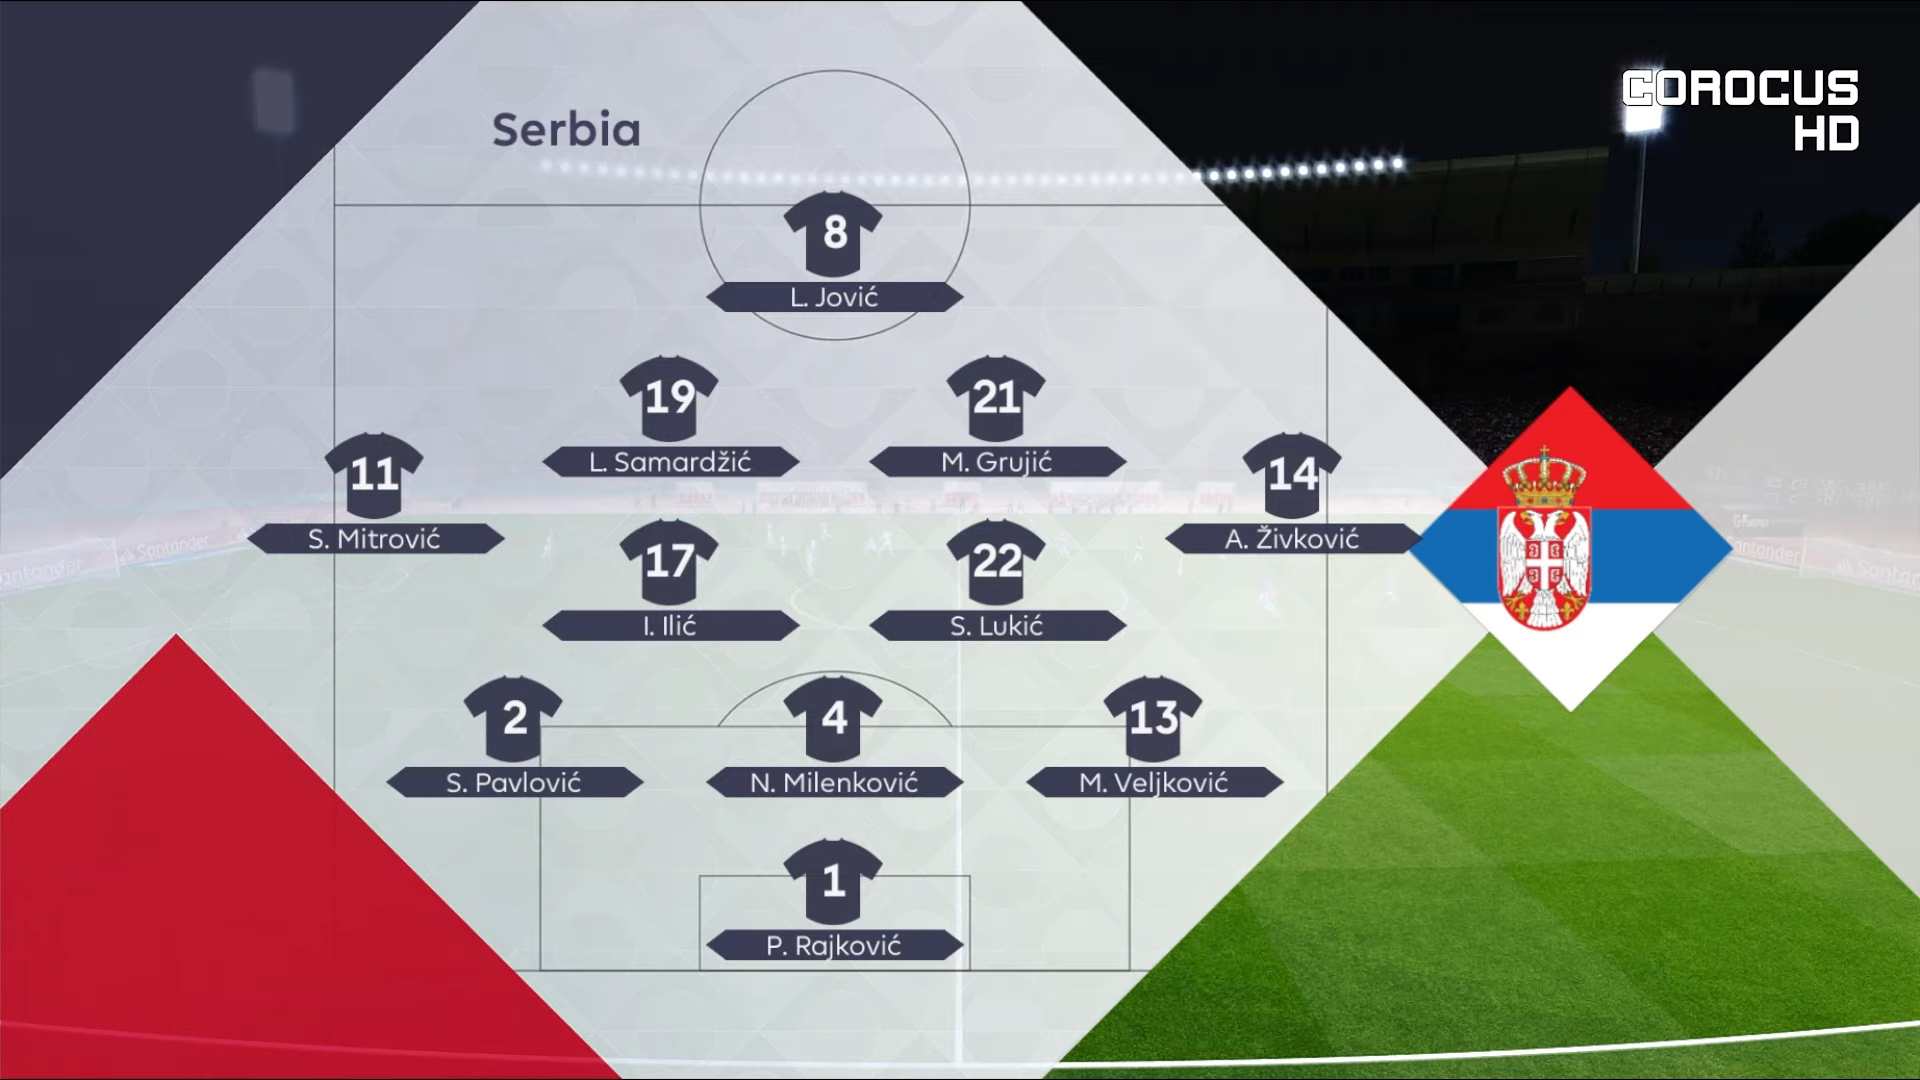 COROCUS
HD
Serbia
8
L. Jović
19
21
L. Samardžić
M. Grujić
11
14
S. Mitrović
A. Živković
17
22
I. Ilić
S. Lukić
2
4
13
S. Pavlović
N. Milenković
M. Veljković
1
P. Rajković
Santander